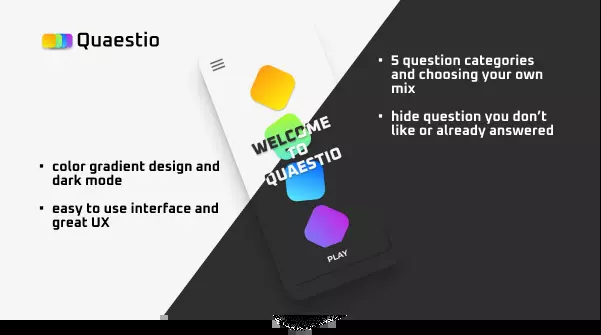 Quaestio
• color gradient design and
dark mode
• easy to use interface and
great UX
WELCOME
TO
QUAESTIO
PLAY
• 5 question categories
and choosing your own
mix
• hide question you don't
like or already answered